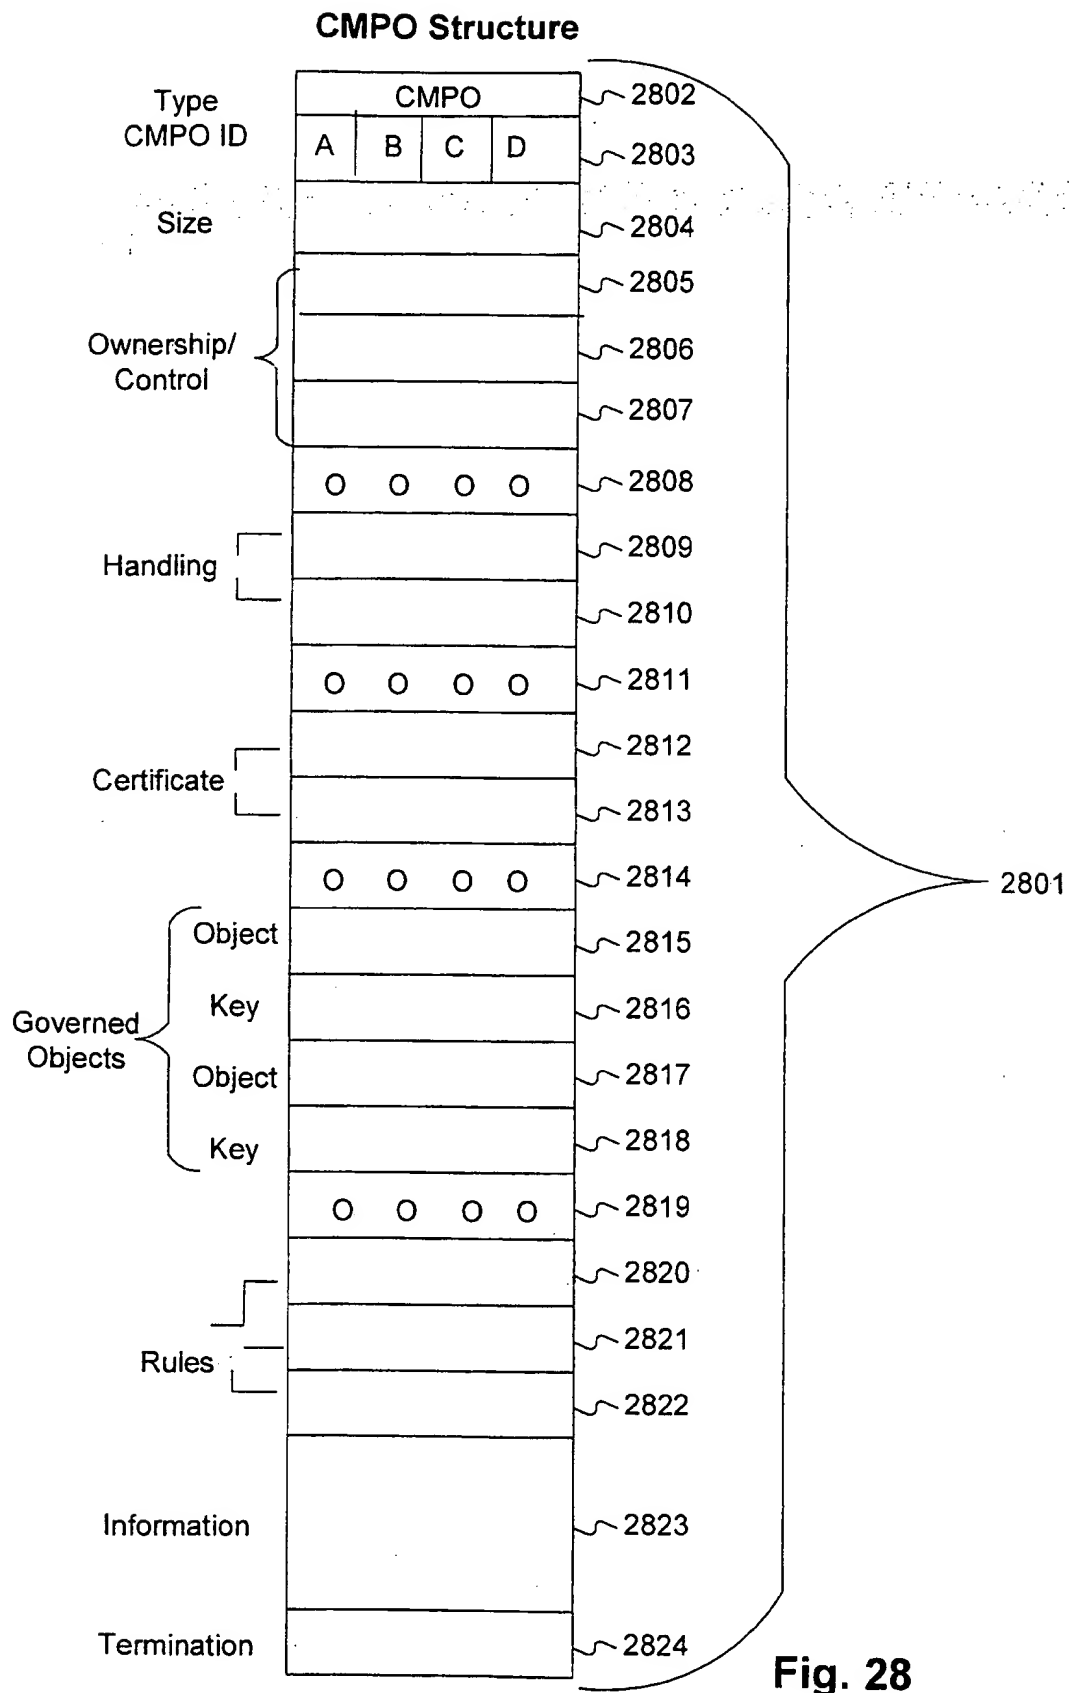 CMPO Structure
Type
CMPO ID
CMPO
2802
A B C D
2803
Size
2804
2805
Ownership/
Control
2806
2807
O O O O
2808
Handling
2809
2810
O O O O
2811
Certificate
2812
2813
O O O O
2814
2801
Governed
Objects
Object
2815
Key
2816
Object
2817
Key
2818
O O O O
2819
2820
Rules
2821
2822
Information
2823
Termination
2824
Fig. 28